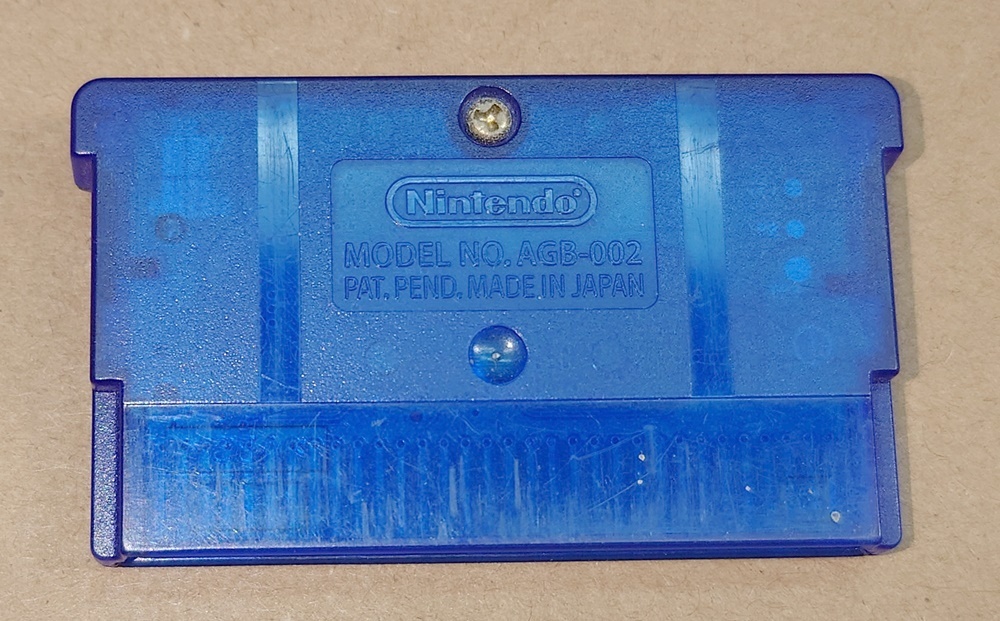 Nintendo®
MODEL NO. AGB-002
PAT. PEND. MADE IN JAPAN